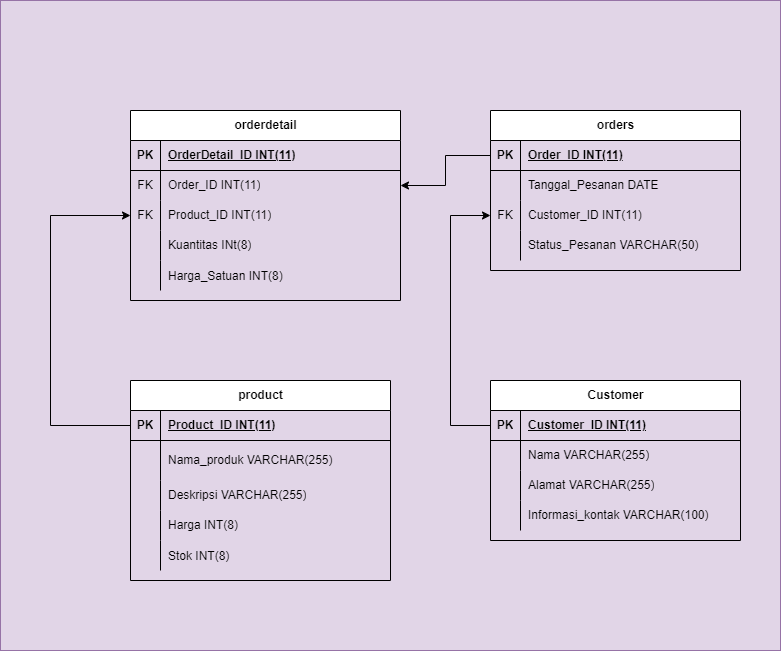 orderdetail
PK OrderDetail_ID INT(11)
FK Order_ID INT(11)
FK Product_ID INT(11)
Kuantitas INt(8)
Harga_Satuan INT(8)
orders
PK Order_ID INT(11)
Tanggal_Pesanan DATE
FK Customer_ID INT(11)
Status_Pesanan VARCHAR(50)
product
PK Product_ID INT(11)
Nama_produk VARCHAR(255)
Deskripsi VARCHAR(255)
Harga INT(8)
Stok INT(8)
Customer
PK Customer_ID INT(11)
Nama VARCHAR(255)
Alamat VARCHAR(255)
Informasi_kontak VARCHAR(100)